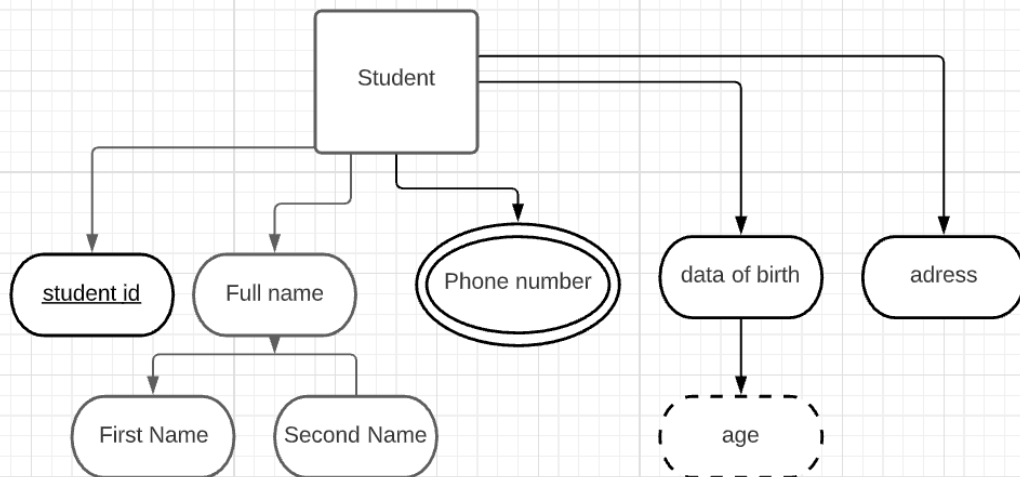 Student
student id
Full name
Phone number
data of birth
adress
First Name
Second Name
age